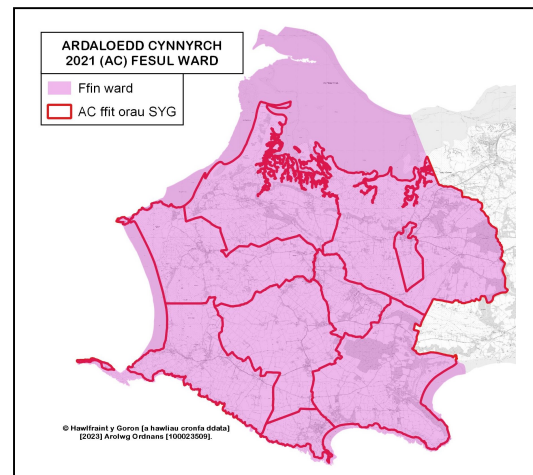 ARDALOEDD CYNNYRCH
2021 (AC) FESUL WARD
Ffin ward
AC ffit orau SYG
© Hawlfraint y Goron [a hawliau cronfa ddata]
[2023] Arolwg Ordnans [100023509].